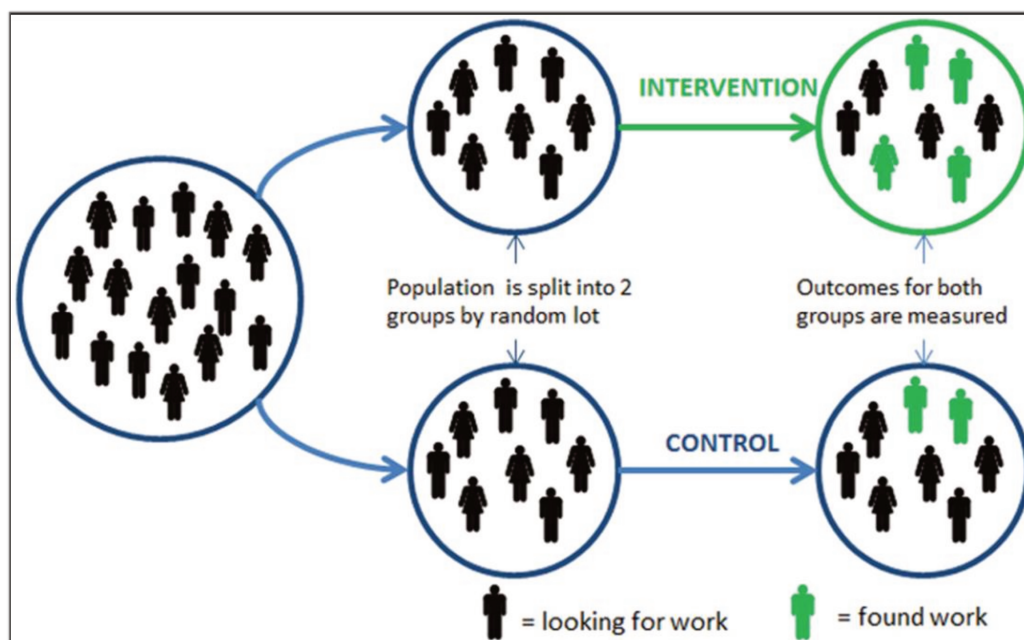 INTERVENTION
Population is split into 2
groups by random lot
Outcomes for both
groups are measured
CONTROL
= looking for work
= found work